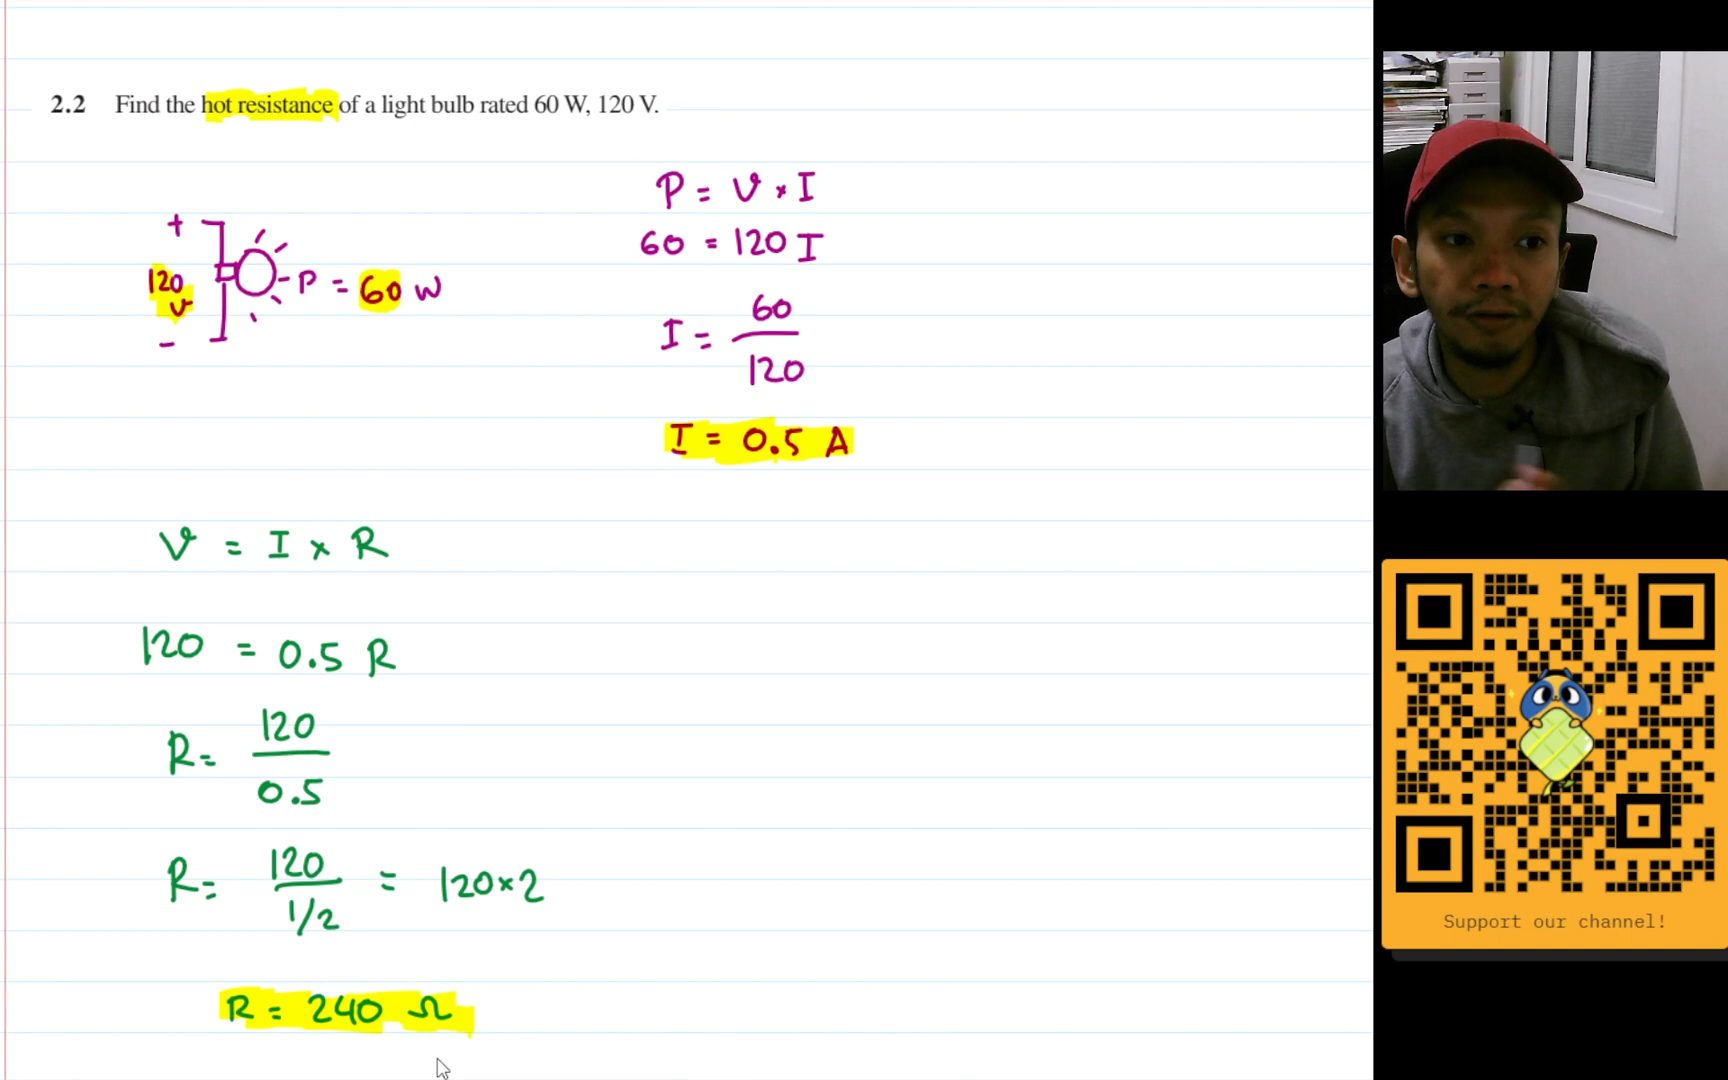 2.2 Find the hot resistance of a light bulb rated 60 W, 120 V.
+
120
V
-
P = 60 W
P = V × I
60 = 120 I
I = 60
120
I = 0.5 A
V = I × R
120 = 0.5 R
R = 120
0.5
R = 120 = 120×2
1/2
R = 240 Ω
Support our channel!